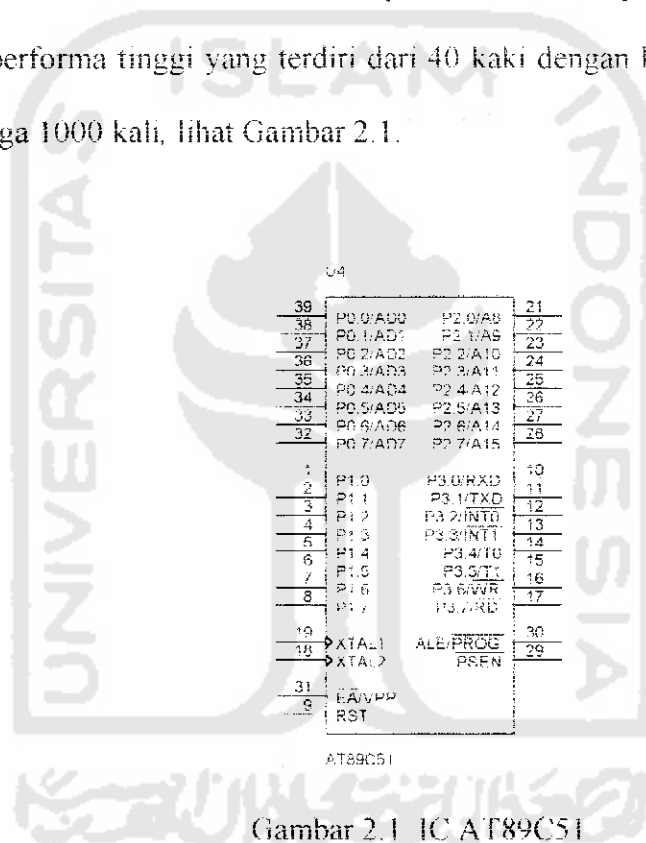 performa tinggi yang terdiri dari 40 kaki dengan
ga 1000 kali, lihat Gambar 2.1.
ISLAM
UNIVERSITAS
INDONESIA
U4
39 P0.0/AD0 P2.0/A8 21
38 P0.1/AD1 P2.1/A9 22
37 P0.2/AD2 P2.2/A10 23
36 P0.3/AD3 P2.3/A11 24
35 P0.4/AD4 P2.4/A12 25
34 P0.5/AD5 P2.5/A13 26
33 P0.6/AD6 P2.6/A14 27
32 P0.7/AD7 P2.7/A15 28
1 P1.0 P3.0/RXD 10
2 P1.1 P3.1/TXD 11
3 P1.2 P3.2/INT0 12
4 P1.3 P3.3/INT1 13
5 P1.4 P3.4/T0 14
6 P1.5 P3.5/T1 15
7 P1.6 P3.6/WR 16
8 P1.7 P3.7/RD 17
19 XTAL1 ALE/PROG 30
18 XTAL2 PSEN 29
31 EA/VPP
9 RST
AT89C51
Gambar 2.1 IC AT89C51